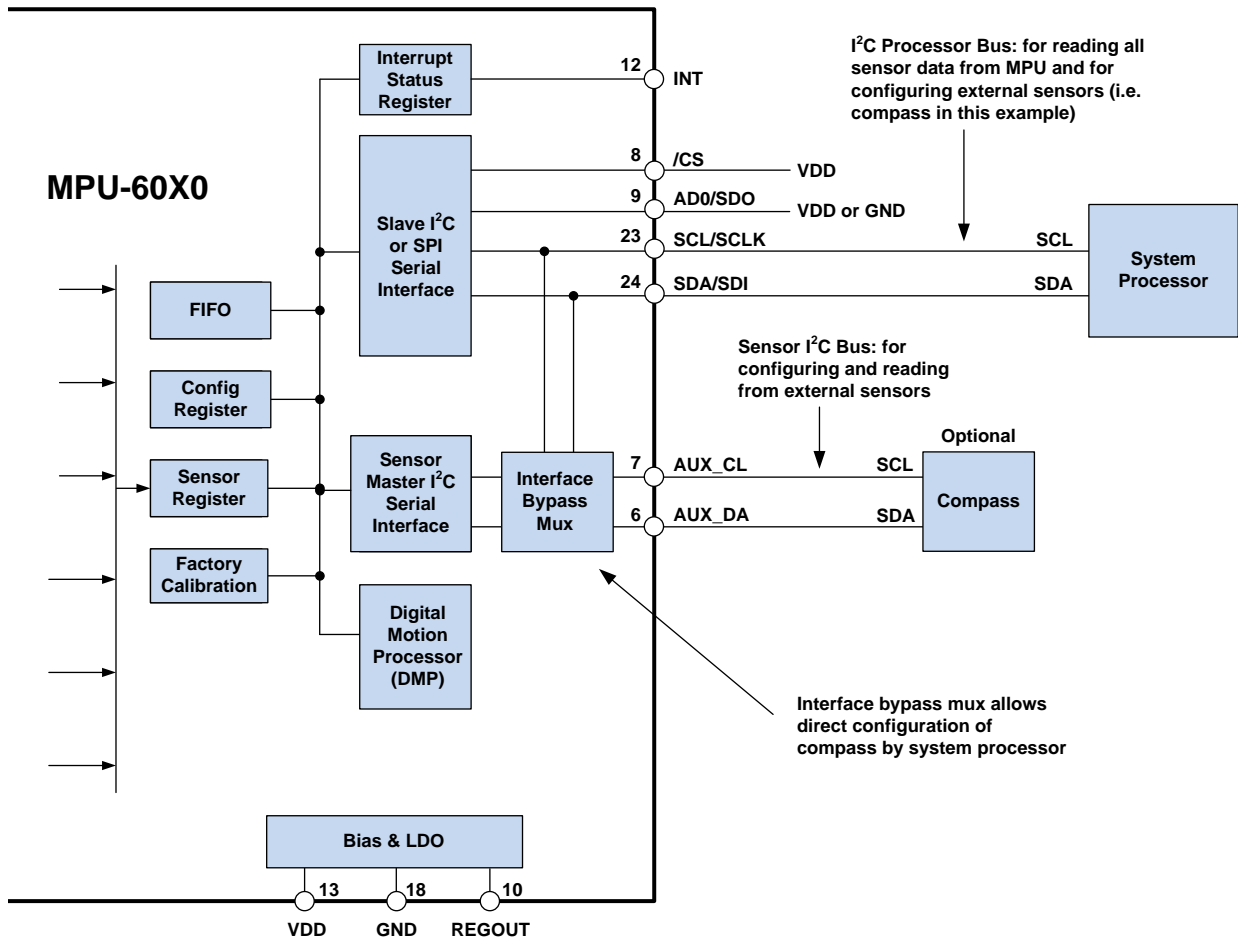 MPU-60X0
Interrupt
Status
Register
12
INT
I²C Processor Bus: for reading all
sensor data from MPU and for
configuring external sensors (i.e.
compass in this example)
Slave I²C
or SPI
Serial
Interface
8
/CS
VDD
9
AD0/SDO
VDD or GND
23
SCL/SCLK
SCL
24
SDA/SDI
SDA
System
Processor
FIFO
Config
Register
Sensor
Register
Factory
Calibration
Sensor I²C Bus: for
configuring and reading
from external sensors
Sensor
Master I²C
Serial
Interface
Interface
Bypass
Mux
7
AUX_CL
SCL
6
AUX_DA
SDA
Optional
Compass
Digital
Motion
Processor
(DMP)
Interface bypass mux allows
direct configuration of
compass by system processor
Bias & LDO
13
18
10
VDD
GND
REGOUT